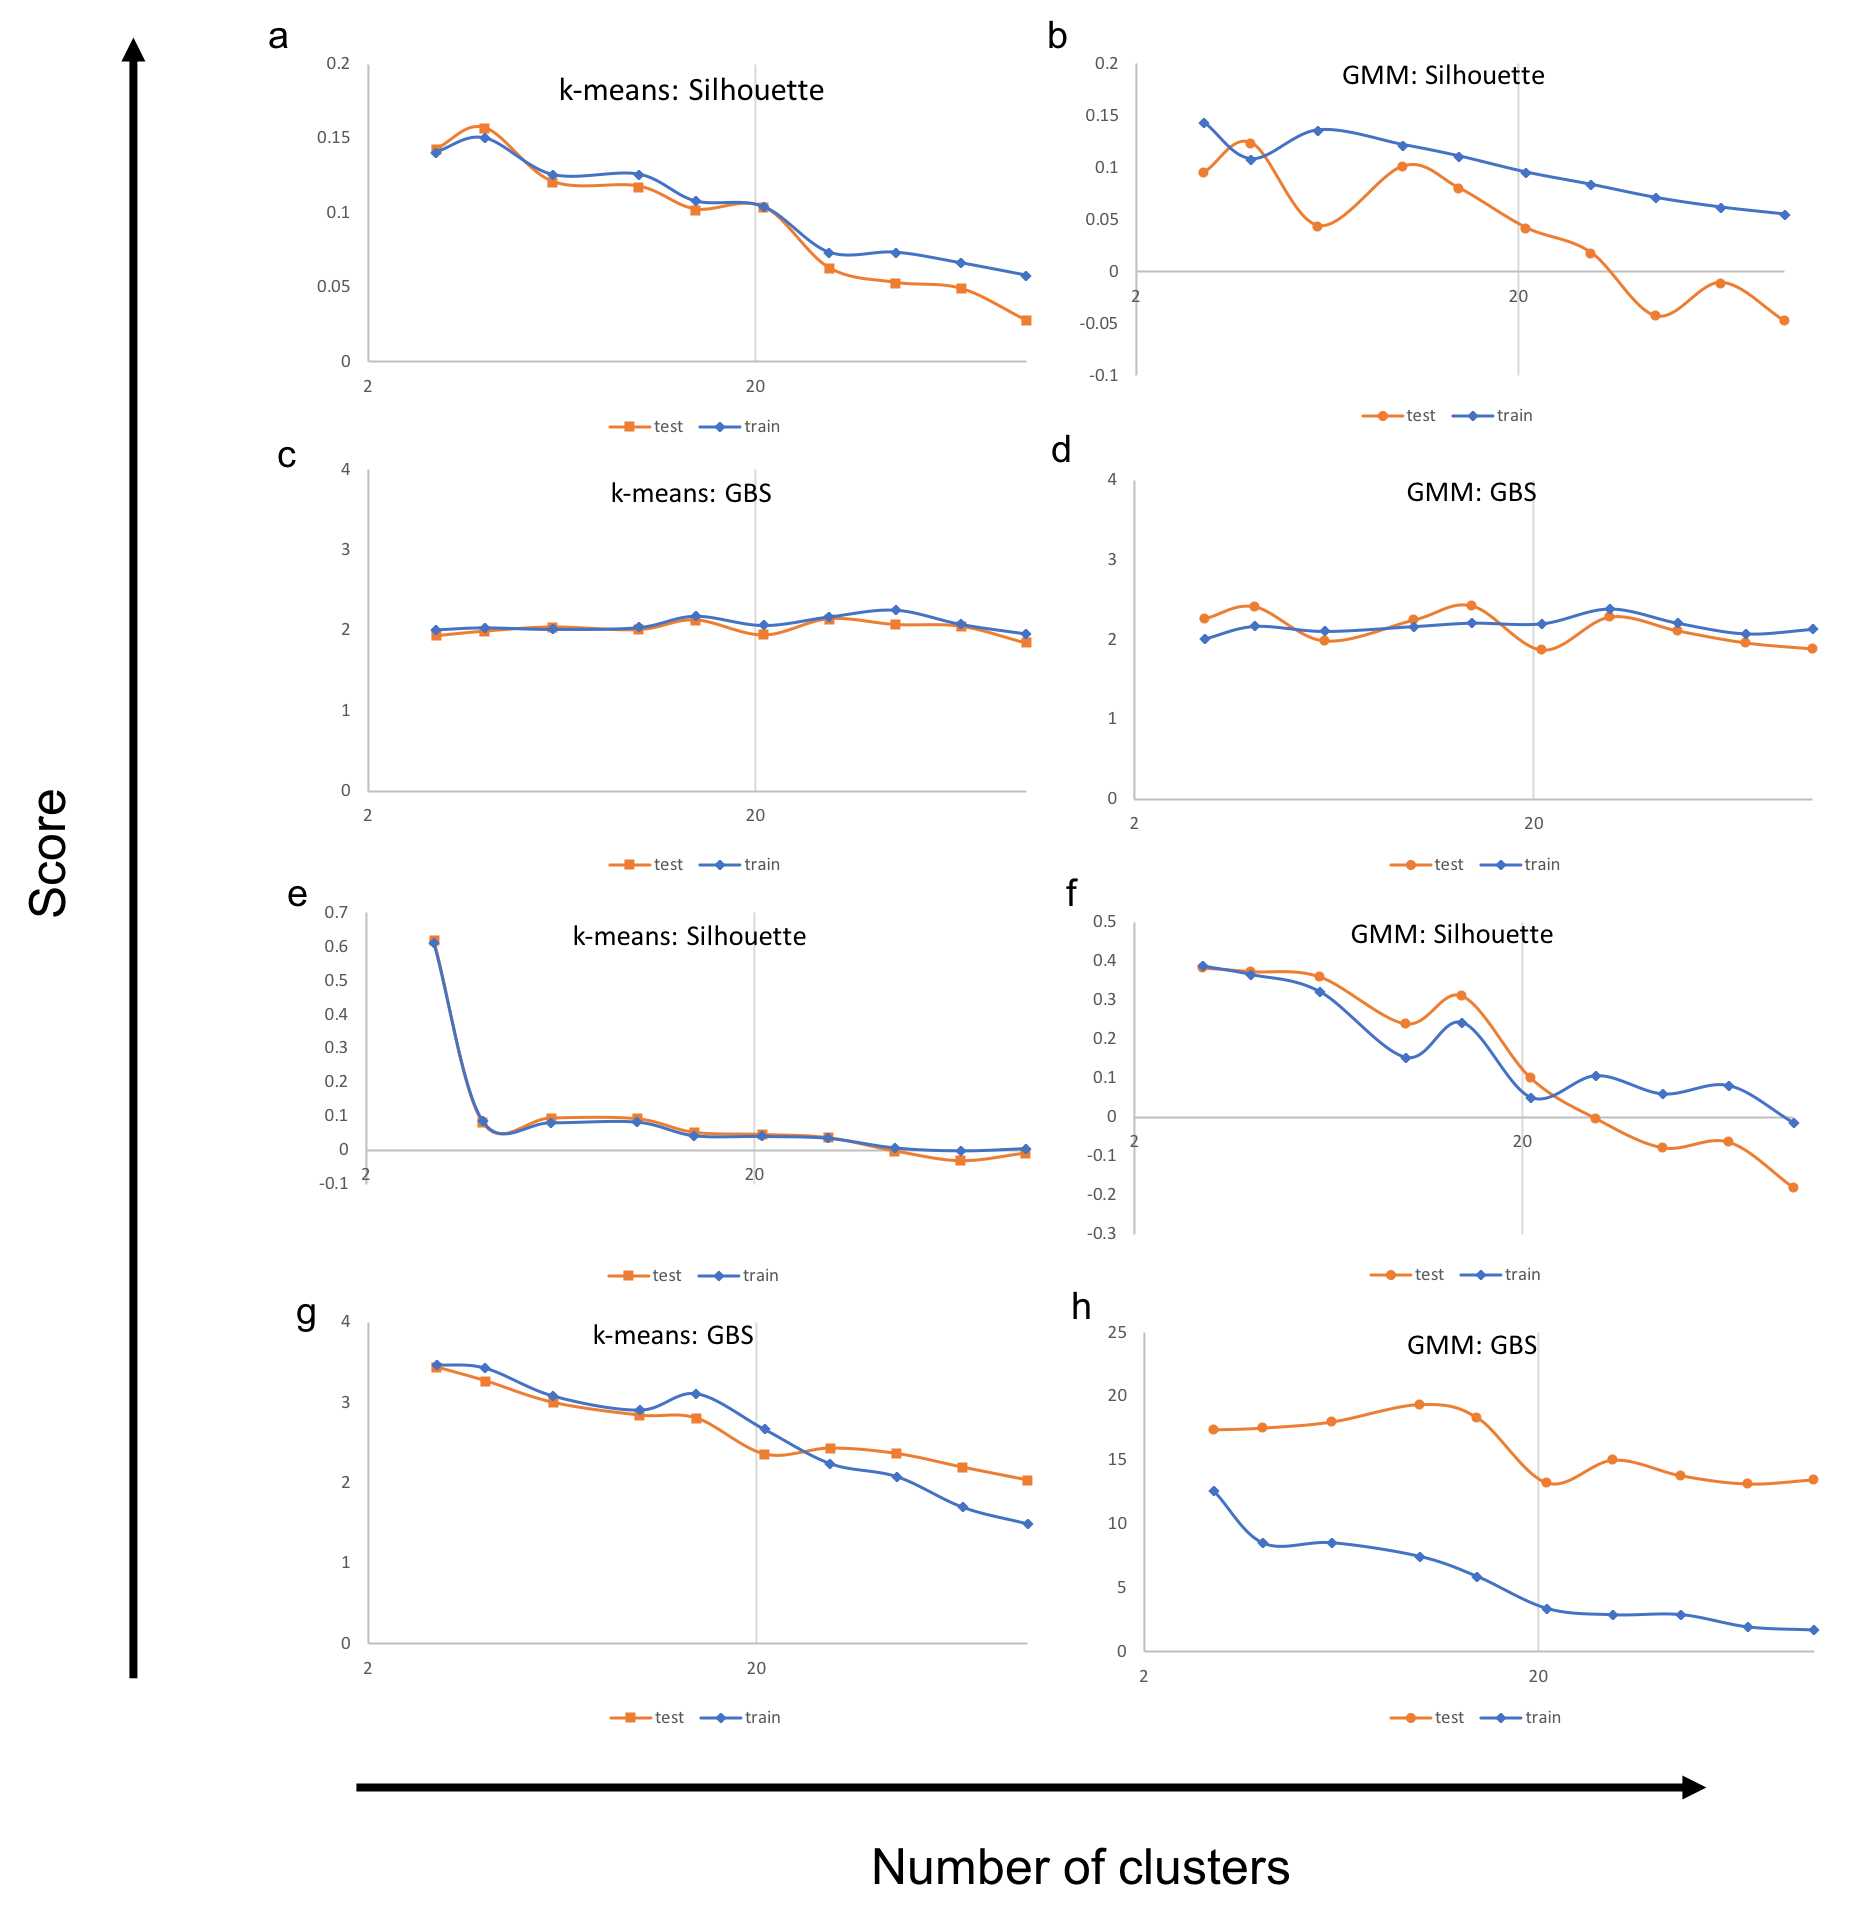 a
k-means: Silhouette
0.2
0.15
0.1
0.05
0
2
20
test
train
b
GMM: Silhouette
0.2
0.15
0.1
0.05
0
-0.05
-0.1
2
20
test
train
c
k-means: GBS
4
3
2
1
0
2
20
test
train
d
GMM: GBS
4
3
2
1
0
2
20
test
train
e
k-means: Silhouette
0.7
0.6
0.5
0.4
0.3
0.2
0.1
0
-0.1
2
20
test
train
f
GMM: Silhouette
0.5
0.4
0.3
0.2
0.1
0
-0.1
-0.2
-0.3
2
20
test
train
g
k-means: GBS
4
3
2
1
0
2
20
test
train
h
GMM: GBS
25
20
15
10
5
0
2
20
test
train
Score
Number of clusters